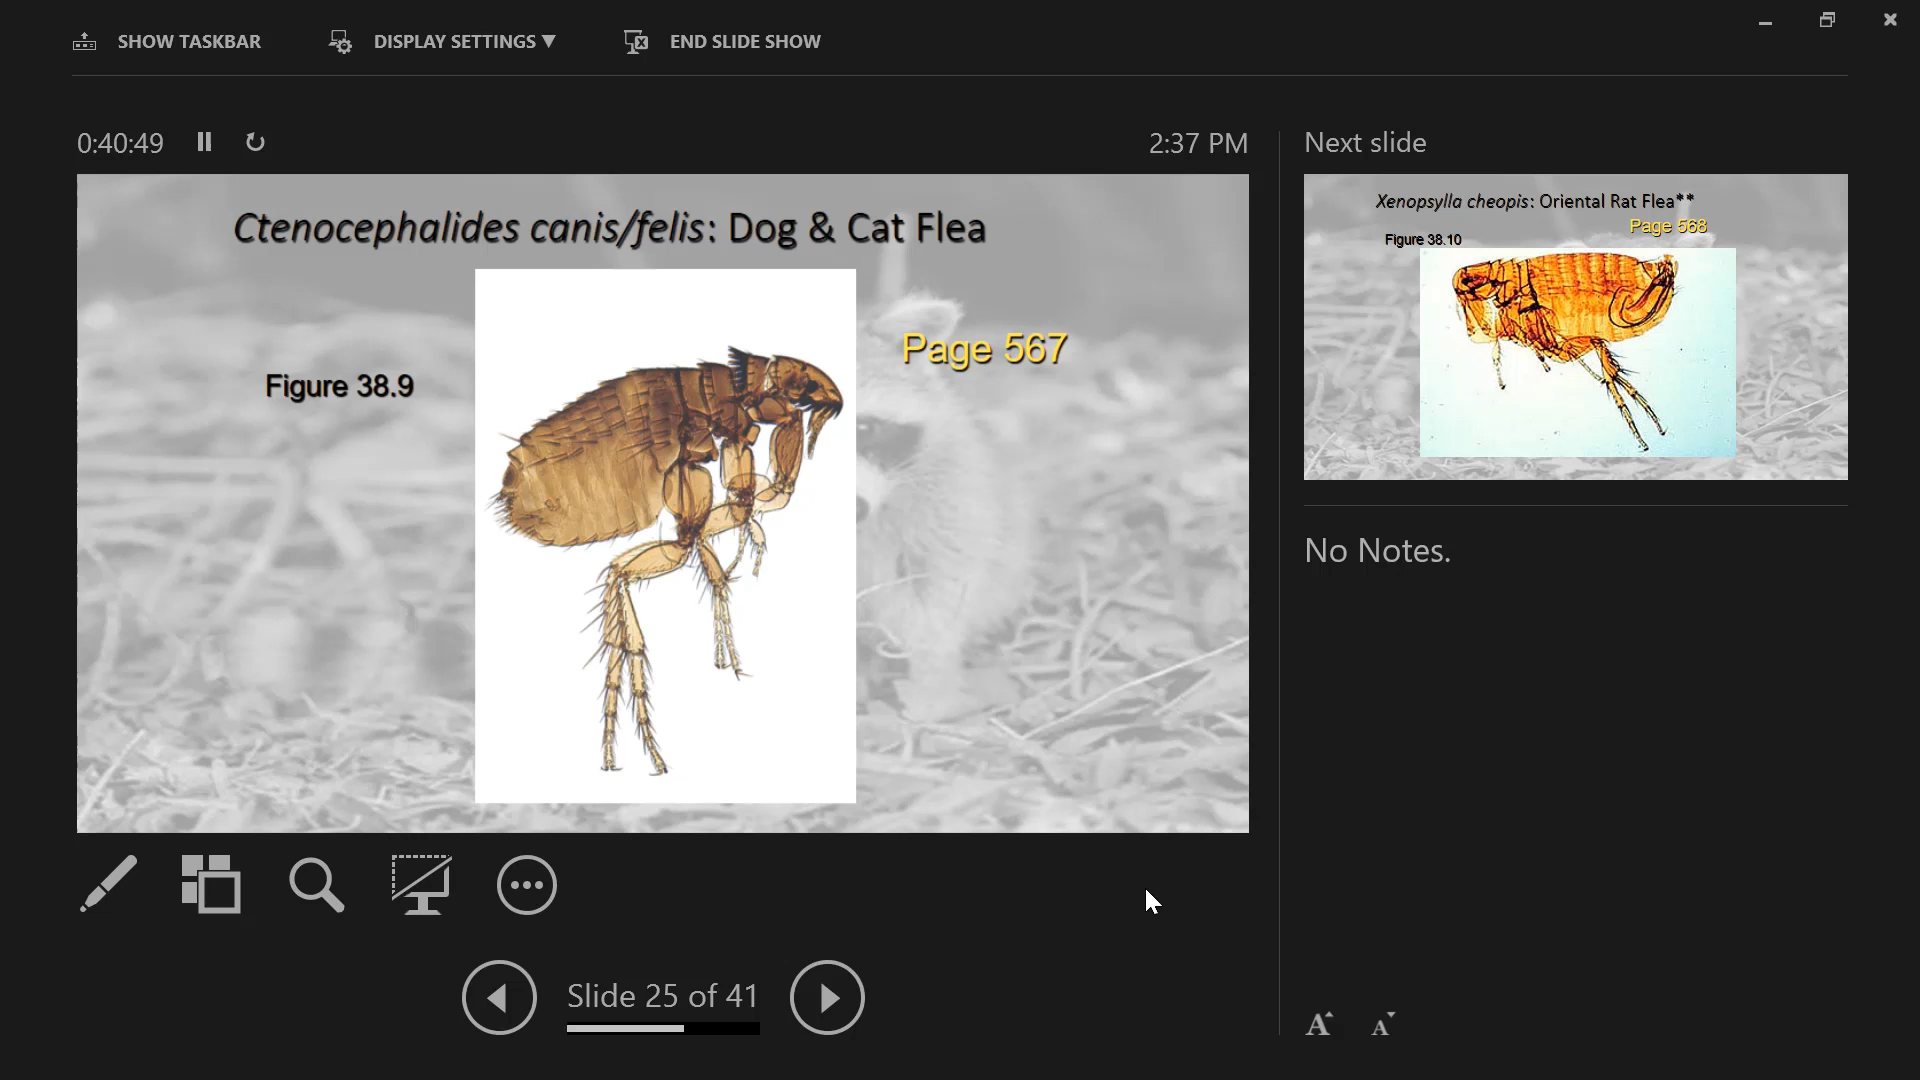 SHOW TASKBAR
DISPLAY SETTINGS ▼
END SLIDE SHOW
0:40:49
2:37 PM
Ctenocephalides canis/felis: Dog & Cat Flea
Page 567
Figure 38.9
Slide 25 of 41
Next slide
Xenopsylla cheopis: Oriental Rat Flea**
Page 568
Figure 38.10
No Notes.
A A